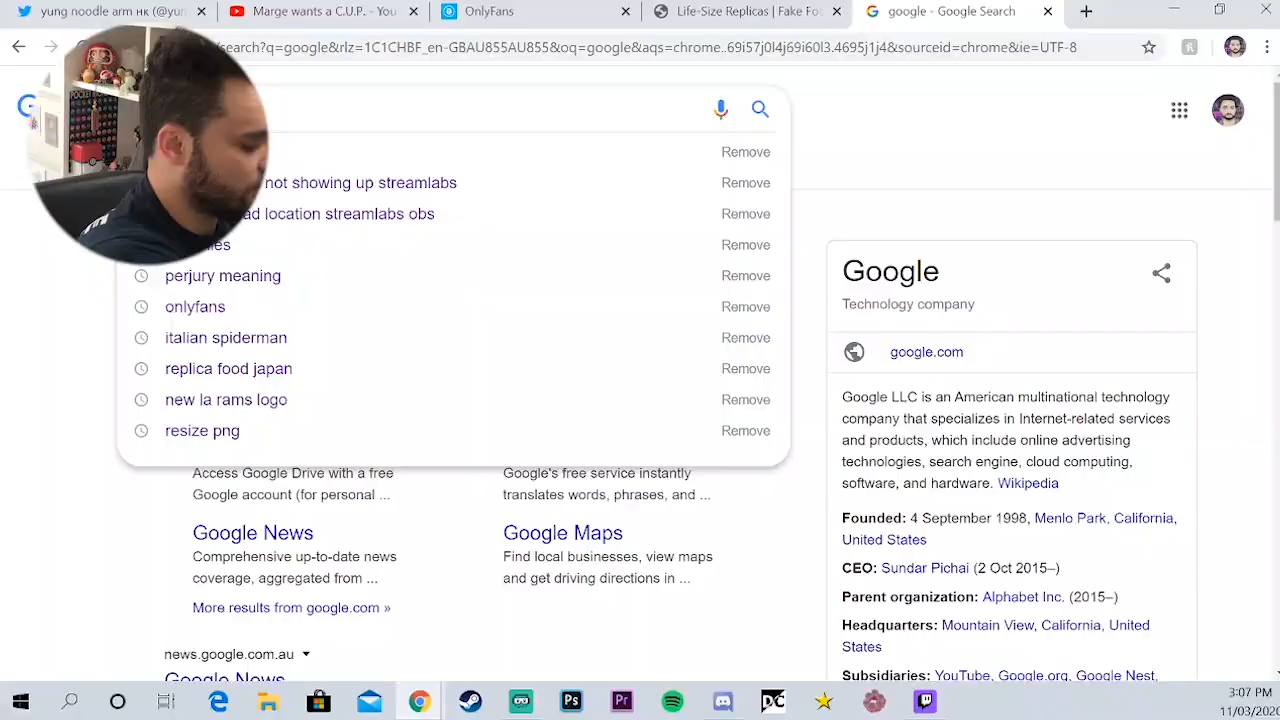 yung noodle arm нк (@yun
Marge wants a C.U.P. - You
OnlyFans
Life-Size Replicas | Fake Fo
google - Google Search
/search?q=google&rlz=1C1CHBF_en-GBAU855AU855&oq=google&aqs=chrome..69i57j0l4j
0l3.4695j1j4&sourceid=chrome&ie=UTF-8
Remove
not showing up streamlabs
Remove
location streamlabs obs
Remove
Remove
perjury meaning
Remove
onlyfans
Remove
italian spiderman
Remove
replica food japan
Remove
new la rams logo
Remove
resize png
Remove
Access Google Drive with a free
Google account (for personal ...
Google's free service instantly
translates words, phrases, and ...
Google News
Comprehensive up-to-date news
coverage, aggregated from ...
Google Maps
Find local businesses, view maps
and get driving directions in ...
More results from google.com »
news.google.com.au
Google News
Google
Technology company
google.com
Google LLC is an American multinational technology
company that specializes in Internet-related services
and products, which include online advertising
technologies, search engine, cloud computing,
software, and hardware. Wikipedia
Founded: 4 September 1998, Menlo Park, California,
United States
CEO: Sundar Pichai (2 Oct 2015–)
Parent organization: Alphabet Inc. (2015–)
Headquarters: Mountain View, California, United
States
Subsidiaries: YouTube, Google.org, Google Nest,
Ps
Pr
DC
3:07 PM
11/03/2020